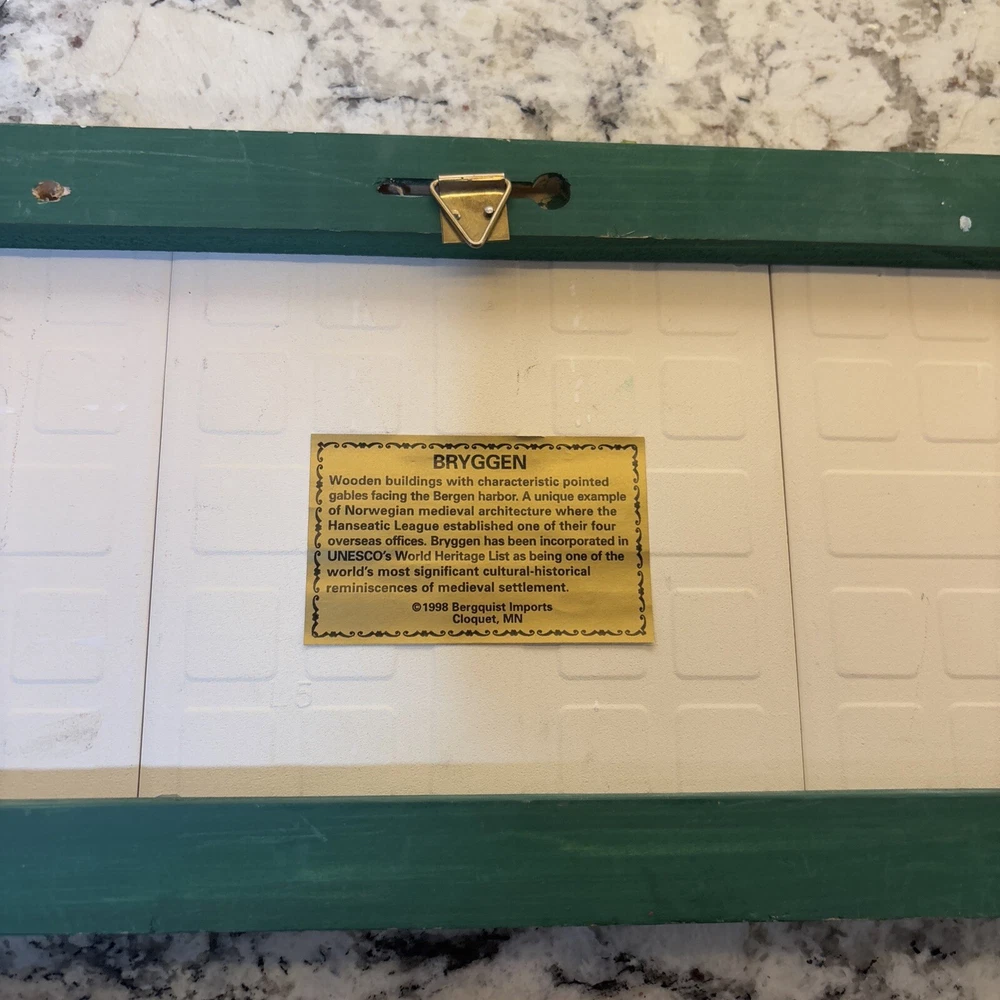 BRYGGEN
Wooden buildings with characteristic pointed
gables facing the Bergen harbor. A unique example
of Norwegian medieval architecture where the
Hanseatic League established one of their four
overseas offices. Bryggen has been incorporated in
UNESCO's World Heritage List as being one of the
world's most significant cultural-historical
reminiscences of medieval settlement.
©1998 Bergquist Imports
Cloquet, MN
5